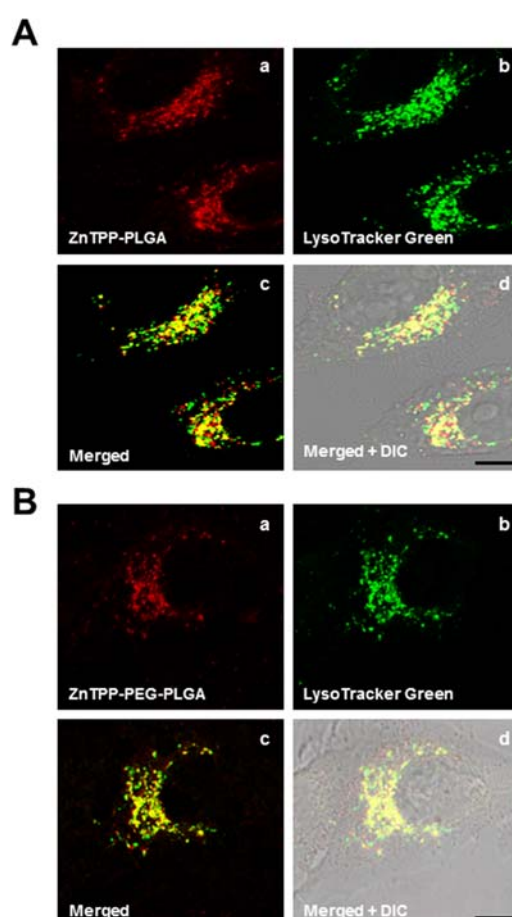 A
a
b
ZnTPP-PLGA
LysoTracker Green
c
d
Merged
Merged + DIC
B
a
b
ZnTPP-PEG-PLGA
LysoTracker Green
c
d
Merged
Merged + DIC